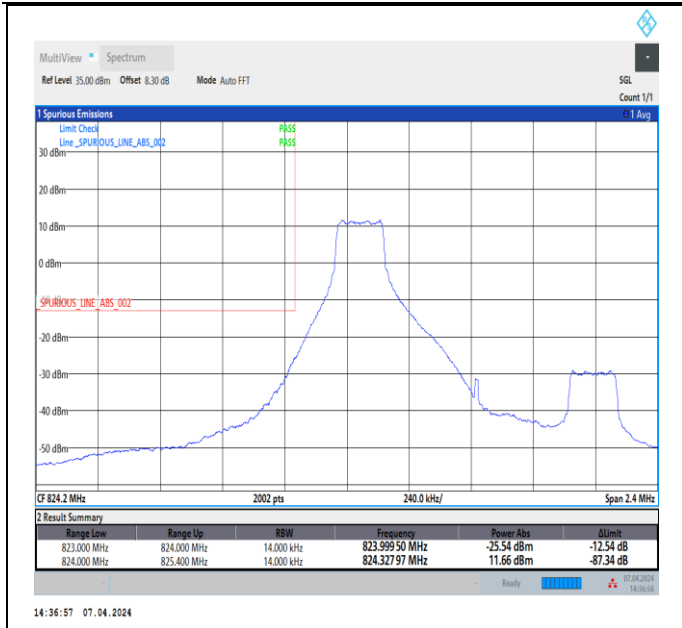 MultiView Spectrum
Ref Level 35.00 dBm Offset 8.30 dB Mode Auto FFT SGL
Count 1/1
1 Spurious Emissions 1 Avg
Limit Check PASS
Line _SPURIOUS_LINE_ABS_002 PASS
30 dBm
20 dBm
10 dBm
0 dBm
_SPURIOUS_LINE_ABS_002
-20 dBm
-30 dBm
-40 dBm
-50 dBm
CF 824.2 MHz 2002 pts 240.0 kHz/ Span 2.4 MHz
2 Result Summary
Range Low Range Up RBW Frequency Power Abs ΔLimit
823.000 MHz 824.000 MHz 14.000 kHz 823.999 50 MHz -25.54 dBm -12.54 dB
824.000 MHz 825.400 MHz 14.000 kHz 824.327 97 MHz 11.66 dBm -87.34 dB
Ready 07.04.2024
14:36:56
14:36:57 07.04.2024